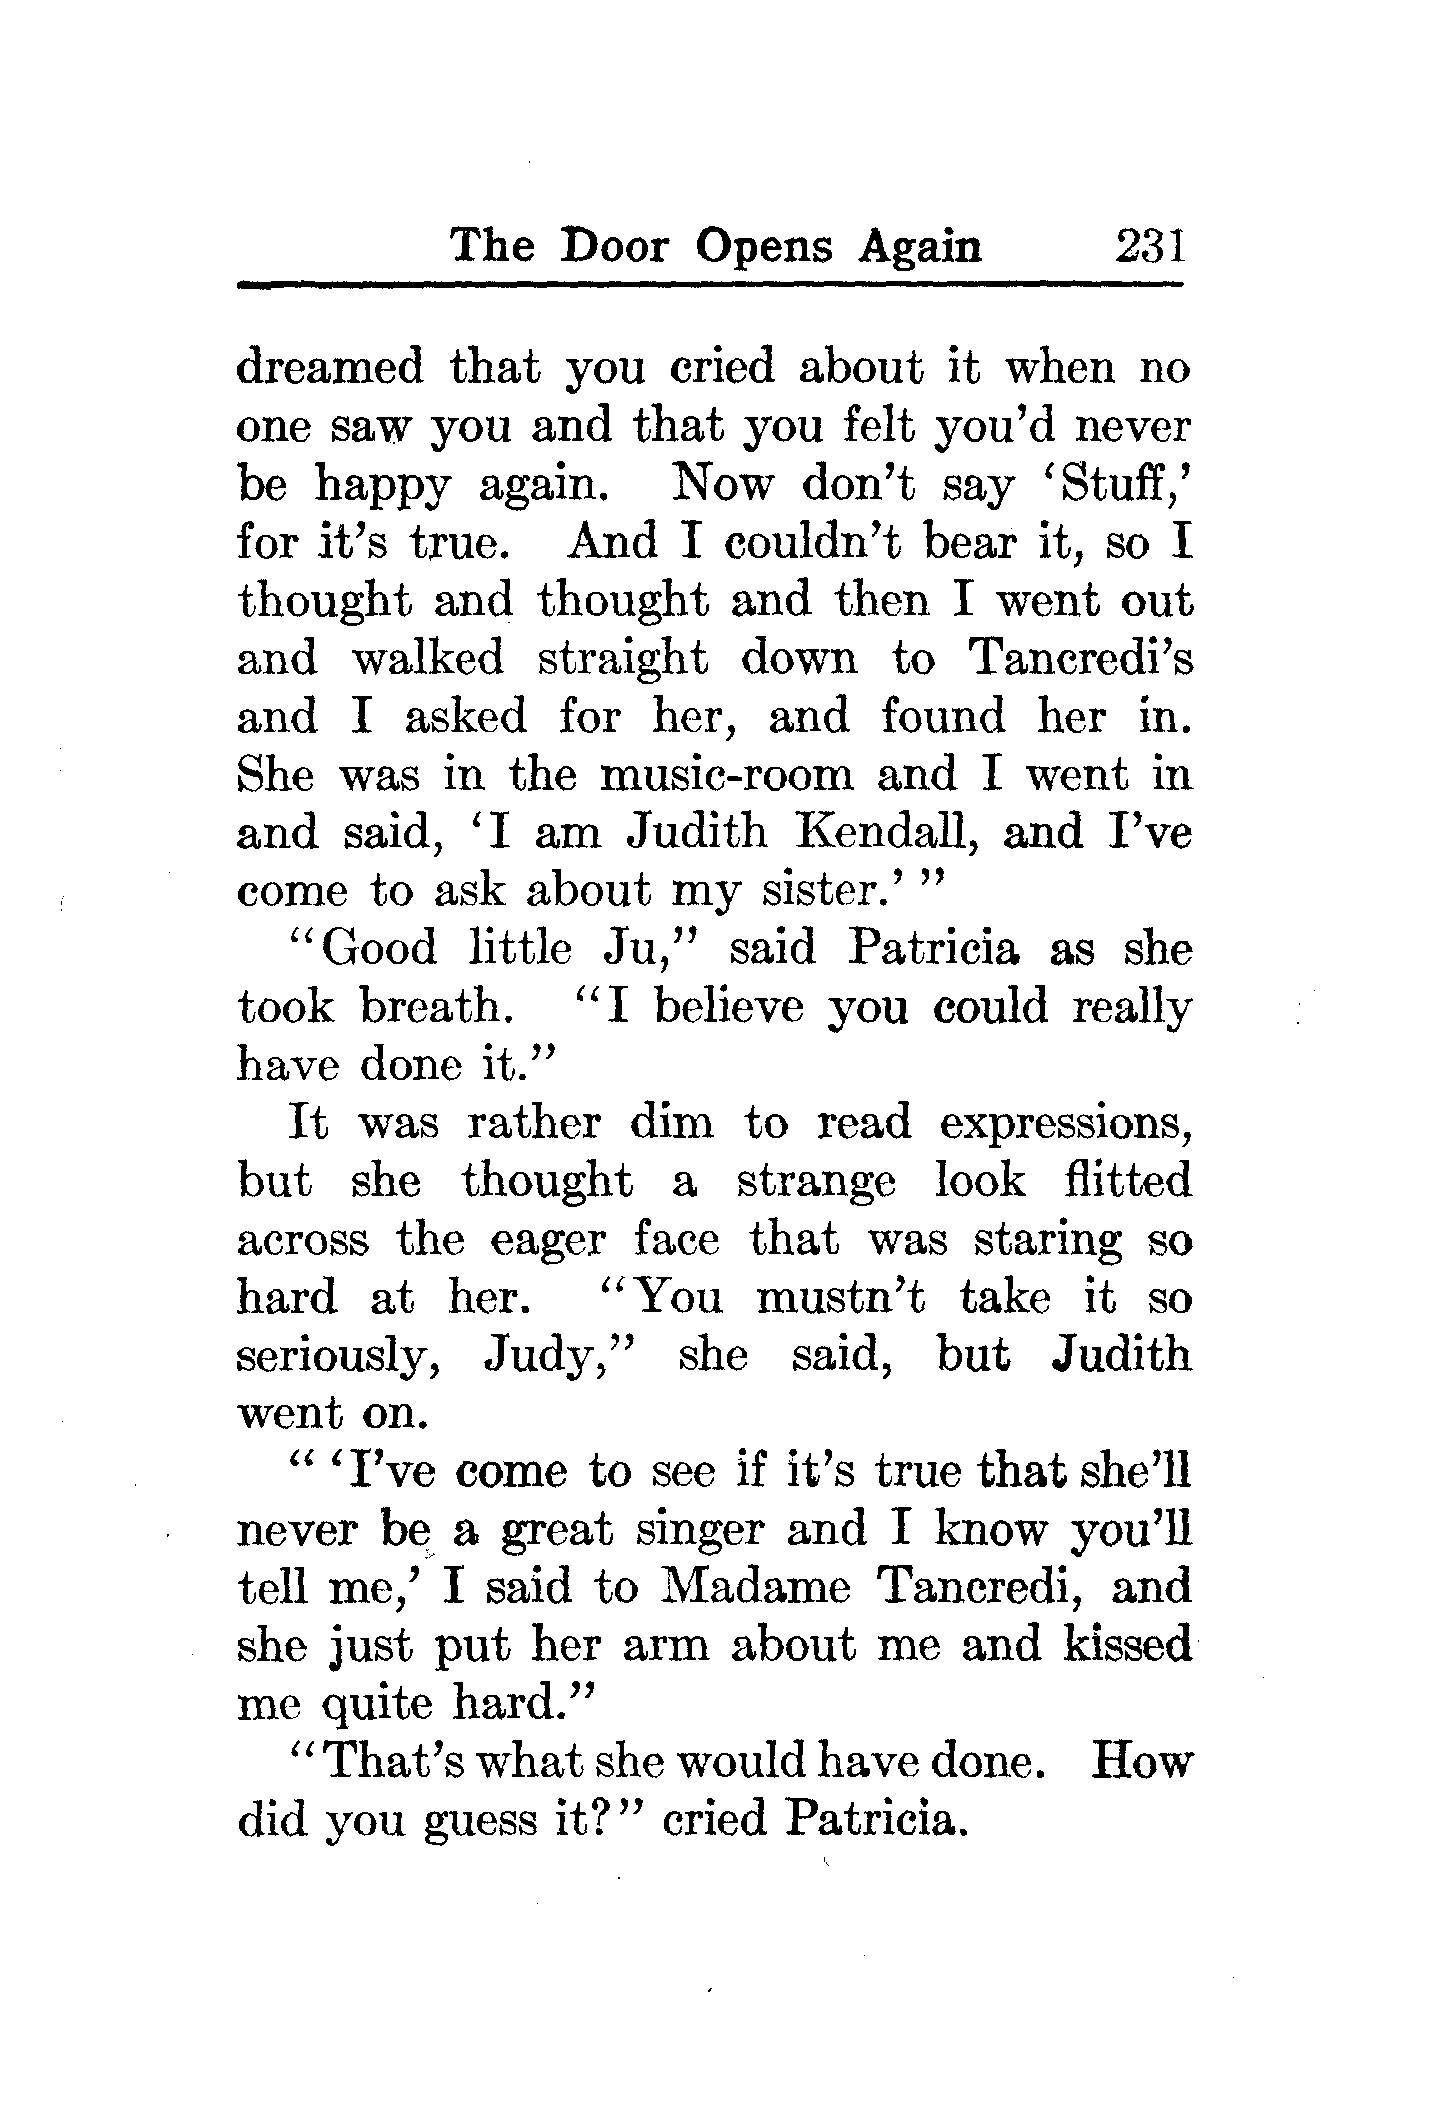 The Door Opens Again 231
dreamed that you cried about it when no
one saw you and that you felt you'd never
be happy again. Now don't say 'Stuff,'
for it's true. And I couldn't bear it, so I
thought and thought and then I went out
and walked straight down to Tancredi's
and I asked for her, and found her in.
She was in the music-room and I went in
and said, 'I am Judith Kendall, and I've
come to ask about my sister.' "
"Good little Ju," said Patricia as she
took breath. "I believe you could really
have done it."
It was rather dim to read expressions,
but she thought a strange look flitted
across the eager face that was staring so
hard at her. "You mustn't take it so
seriously, Judy," she said, but Judith
went on.
" 'I've come to see if it's true that she'll
never be a great singer and I know you'll
tell me,' I said to Madame Tancredi, and
she just put her arm about me and kissed
me quite hard."
"That's what she would have done. How
did you guess it?" cried Patricia.